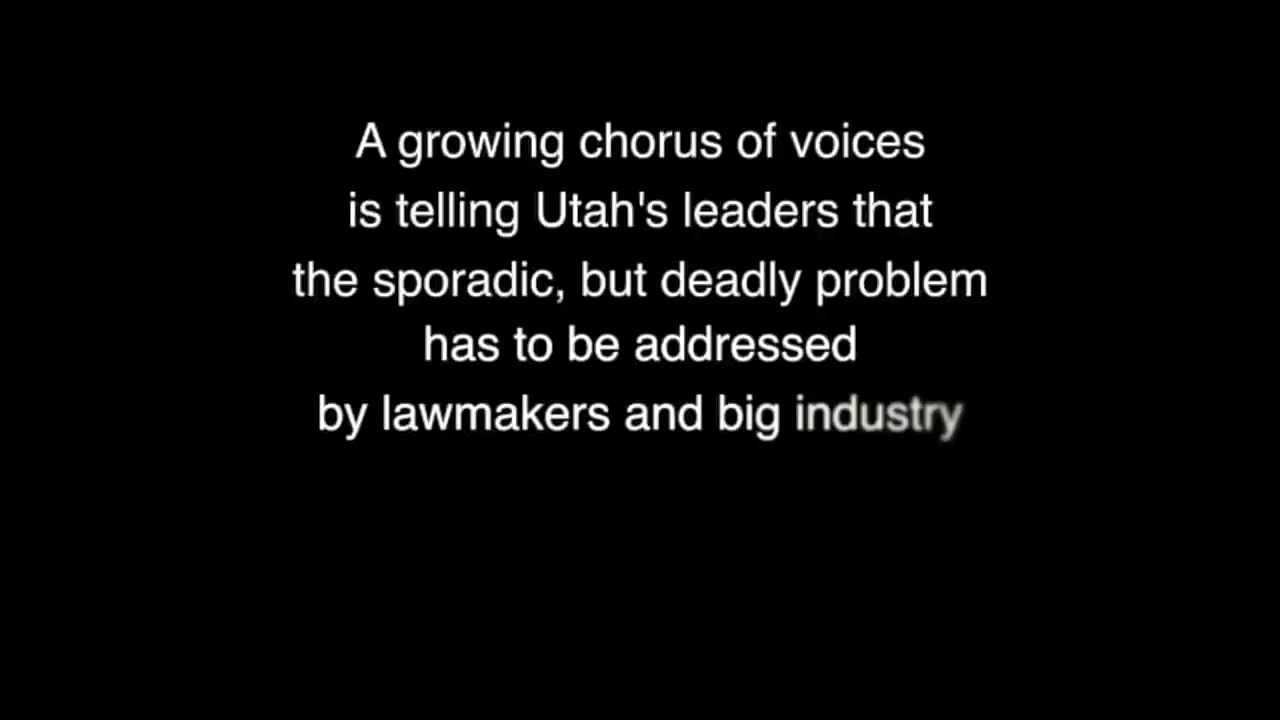 A growing chorus of voices
is telling Utah's leaders that
the sporadic, but deadly problem
has to be addressed
by lawmakers and big industry